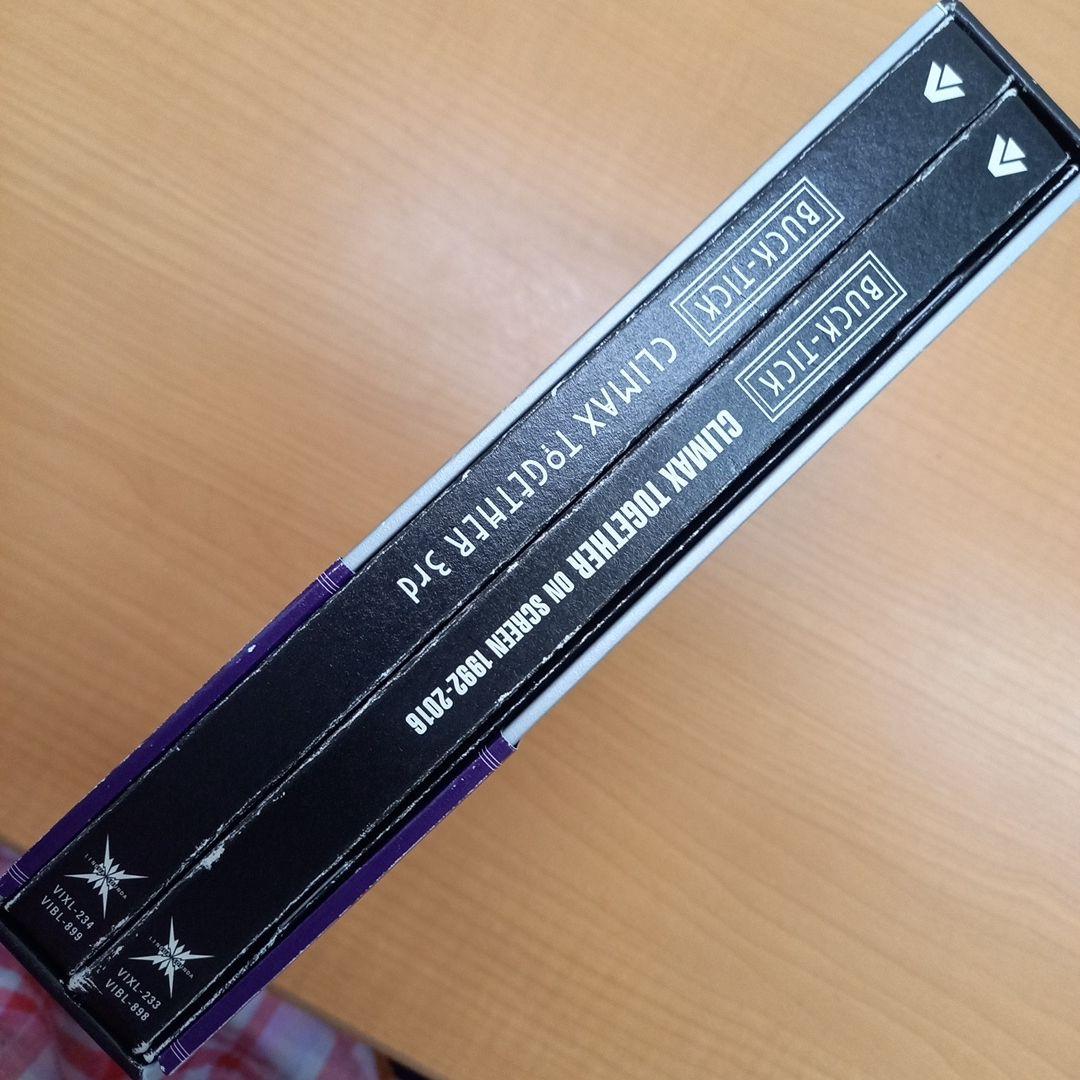 BUCK-TICK
CLIMAX TOGETHER 3rd
VIXL-234
VIBL-899
BUCK-TICK
CLIMAX TOGETHER ON SCREEN 1992-2016
VIXL-233
VIBL-898